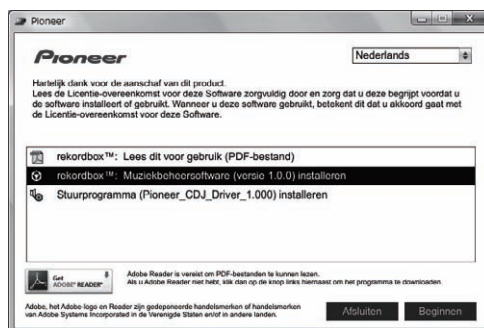 Pioneer
Pioneer
Nederlands
Hartelijk dank voor de aanschaf van dit product.
Lees de Licentie-overeenkomst voor deze Software zorgvuldig door en zorg dat u deze begrijpt voordat u
de software installeert of gebruikt. Wanneer u deze software gebruikt, betekent dit dat u akkoord gaat met
de Licentie-overeenkomst voor deze Software.
rekordbox™: Lees dit voor gebruik (PDF-bestand)
rekordbox™: Muziekbeheersoftware (versie 1.0.0) installeren
Stuurprogramma (Pioneer_CDJ_Driver_1.000) installeren
Get
ADOBE® READER®
Adobe Reader is vereist om PDF-bestanden te kunnen lezen.
Als u Adobe Reader niet hebt, klik dan op de knop links hiernaast om het programma te downloaden.
Adobe, het Adobe-logo en Reader zijn gedeponeerde handelsmerken of handelsmerken
van Adobe Systems Incorporated in de Verenigde Staten en/of in andere landen.
Afsluiten
Beginnen